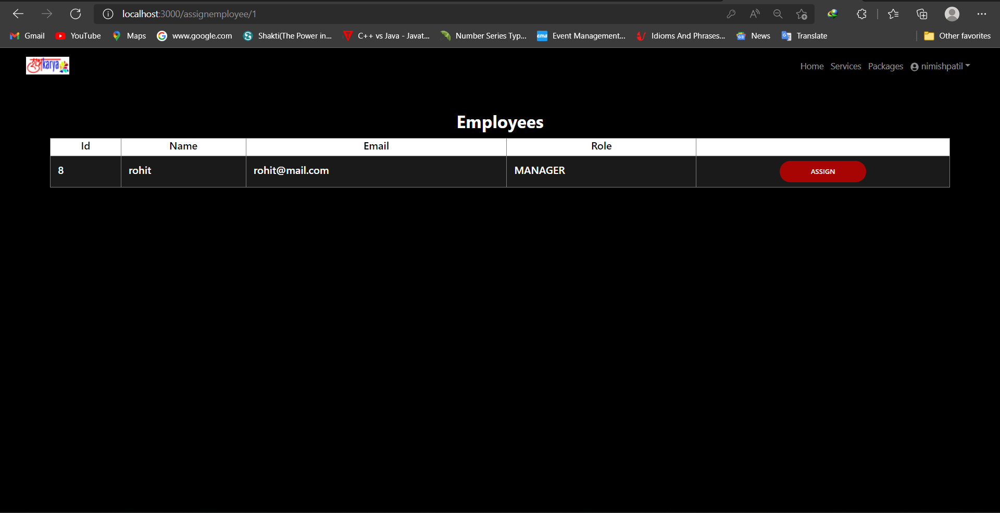 localhost:3000/assignemployee/1
Gmail YouTube Maps www.google.com Shakti(The Power in... C++ vs Java - Javat... Number Series Typ... Event Management... Idioms And Phrases... News Translate Other favorites
शुभkarya Home Services Packages nimishpatil
Employees
Id Name Email Role
8 rohit rohit@mail.com MANAGER ASSIGN